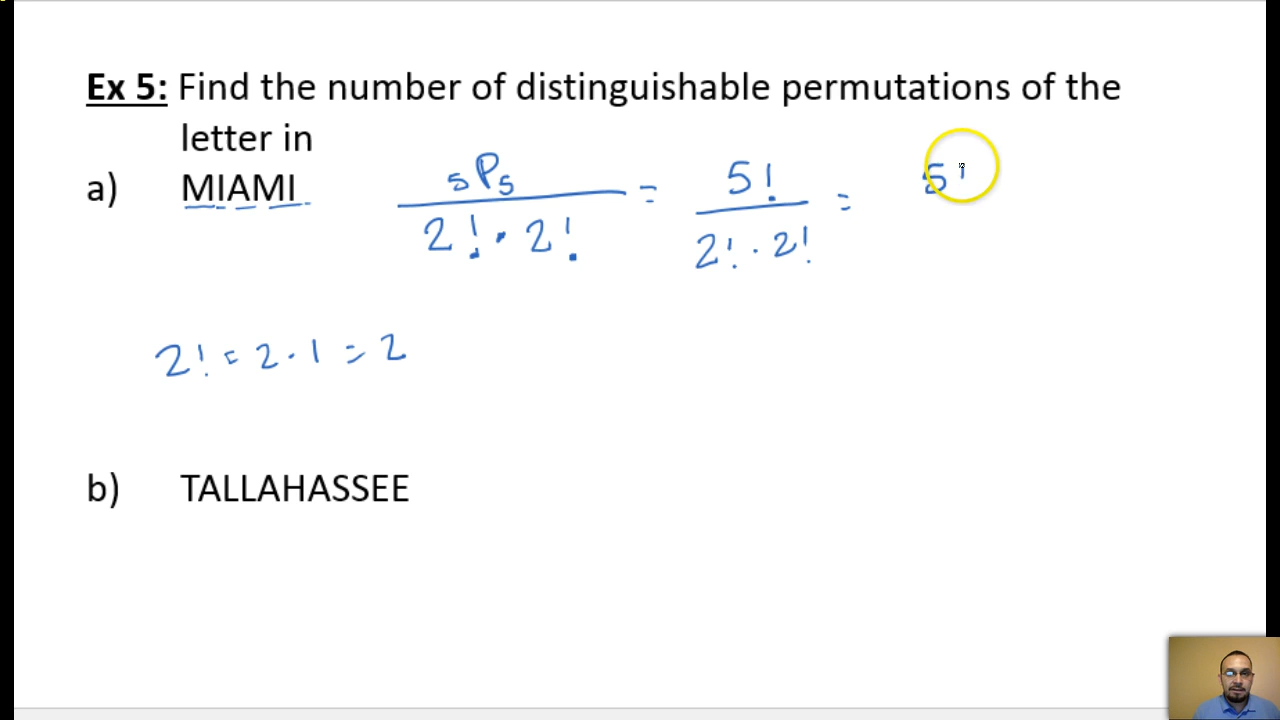 Ex 5: Find the number of distinguishable permutations of the
letter in
a) MIAMI
5P5 / 2! · 2! = 5! / 2! · 2! = 5!
2! = 2 · 1 = 2
b) TALLAHASSEE